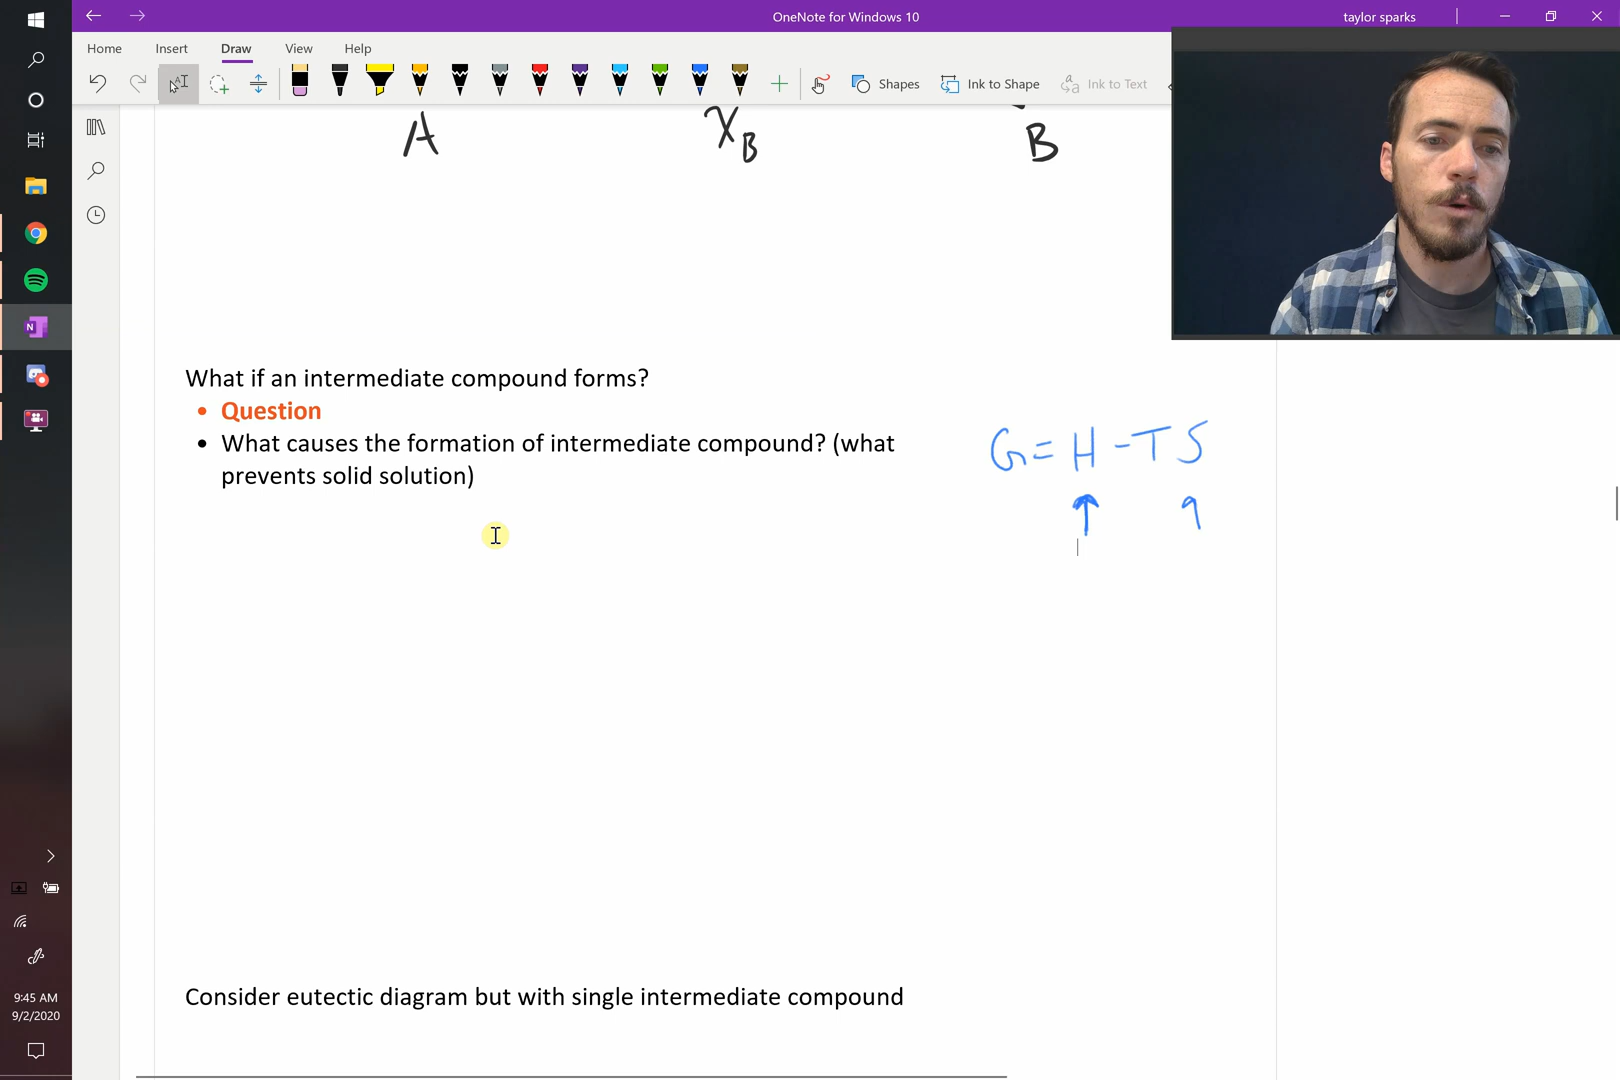 OneNote for Windows 10
taylor sparks
Home Insert Draw View Help
Shapes Ink to Shape Ink to Text
A X_B B
What if an intermediate compound forms?
• Question
• What causes the formation of intermediate compound? (what
prevents solid solution)
G = H - T S
Consider eutectic diagram but with single intermediate compound
9:45 AM
9/2/2020